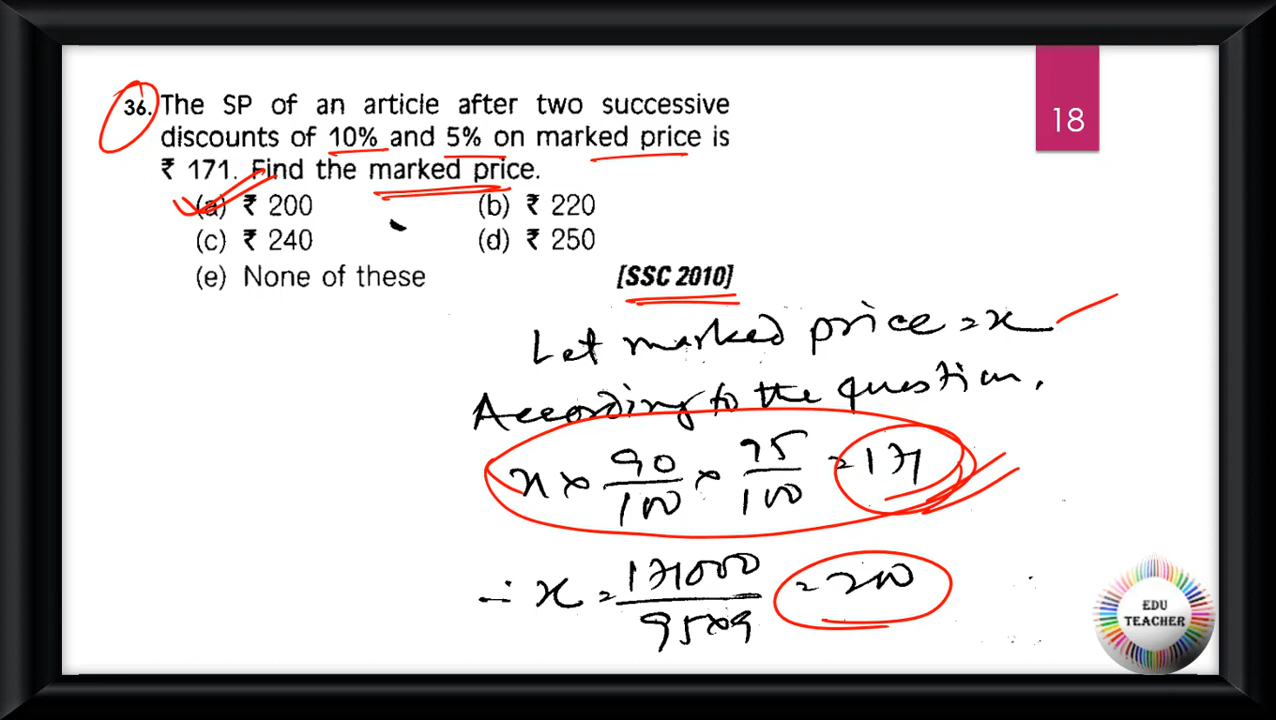 18
36. The SP of an article after two successive
discounts of 10% and 5% on marked price is
₹ 171. Find the marked price.
(a) ₹ 200 (b) ₹ 220
(c) ₹ 240 (d) ₹ 250
(e) None of these [SSC 2010]
Let marked price = x
According to the question,
x × 90/100 × 95/100 = 171
∴ x = 171000/95×9 = 200
EDU
TEACHER